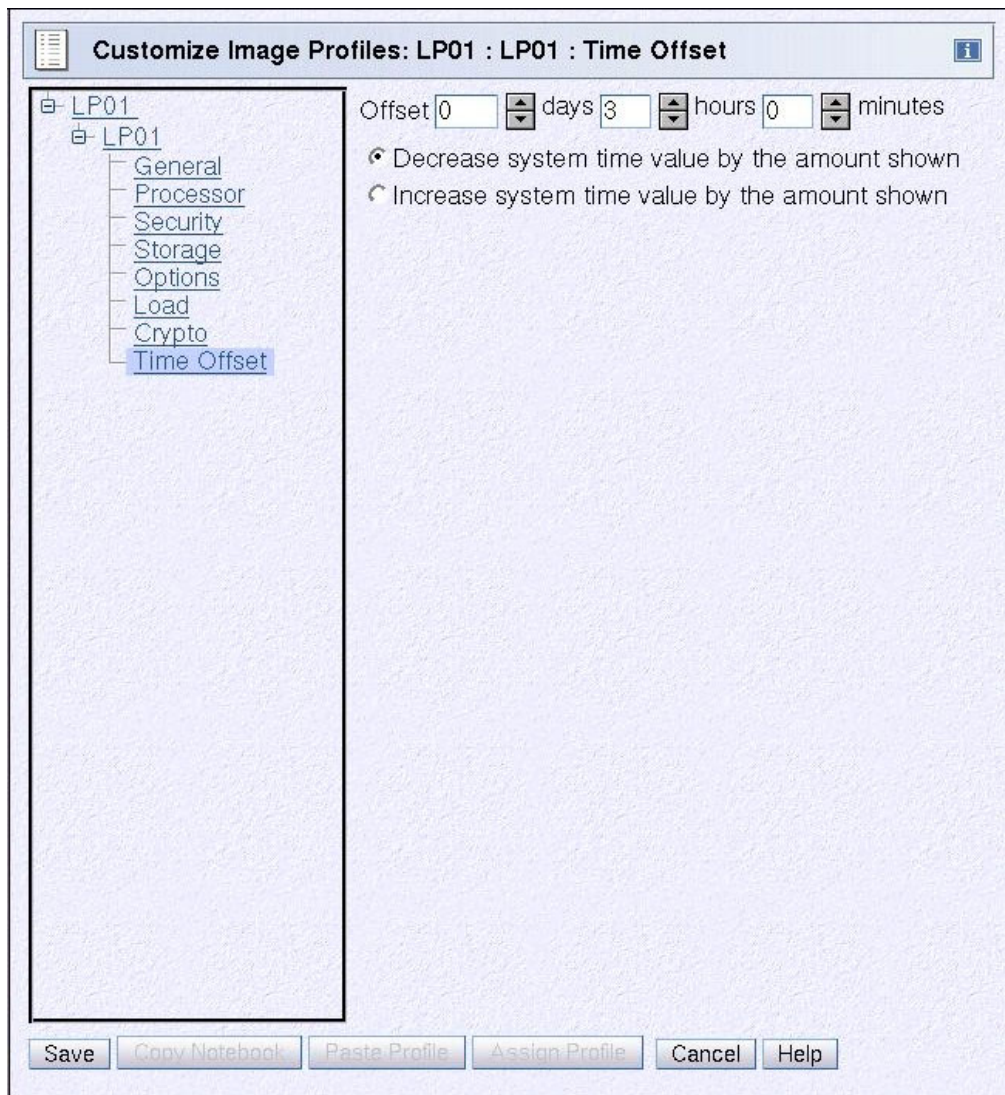 Customize Image Profiles: LP01 : LP01 : Time Offset
i
LP01
LP01
General
Processor
Security
Storage
Options
Load
Crypto
Time Offset
Offset 0 days 3 hours 0 minutes
Decrease system time value by the amount shown
Increase system time value by the amount shown
Save Copy Notebook Paste Profile Assign Profile Cancel Help